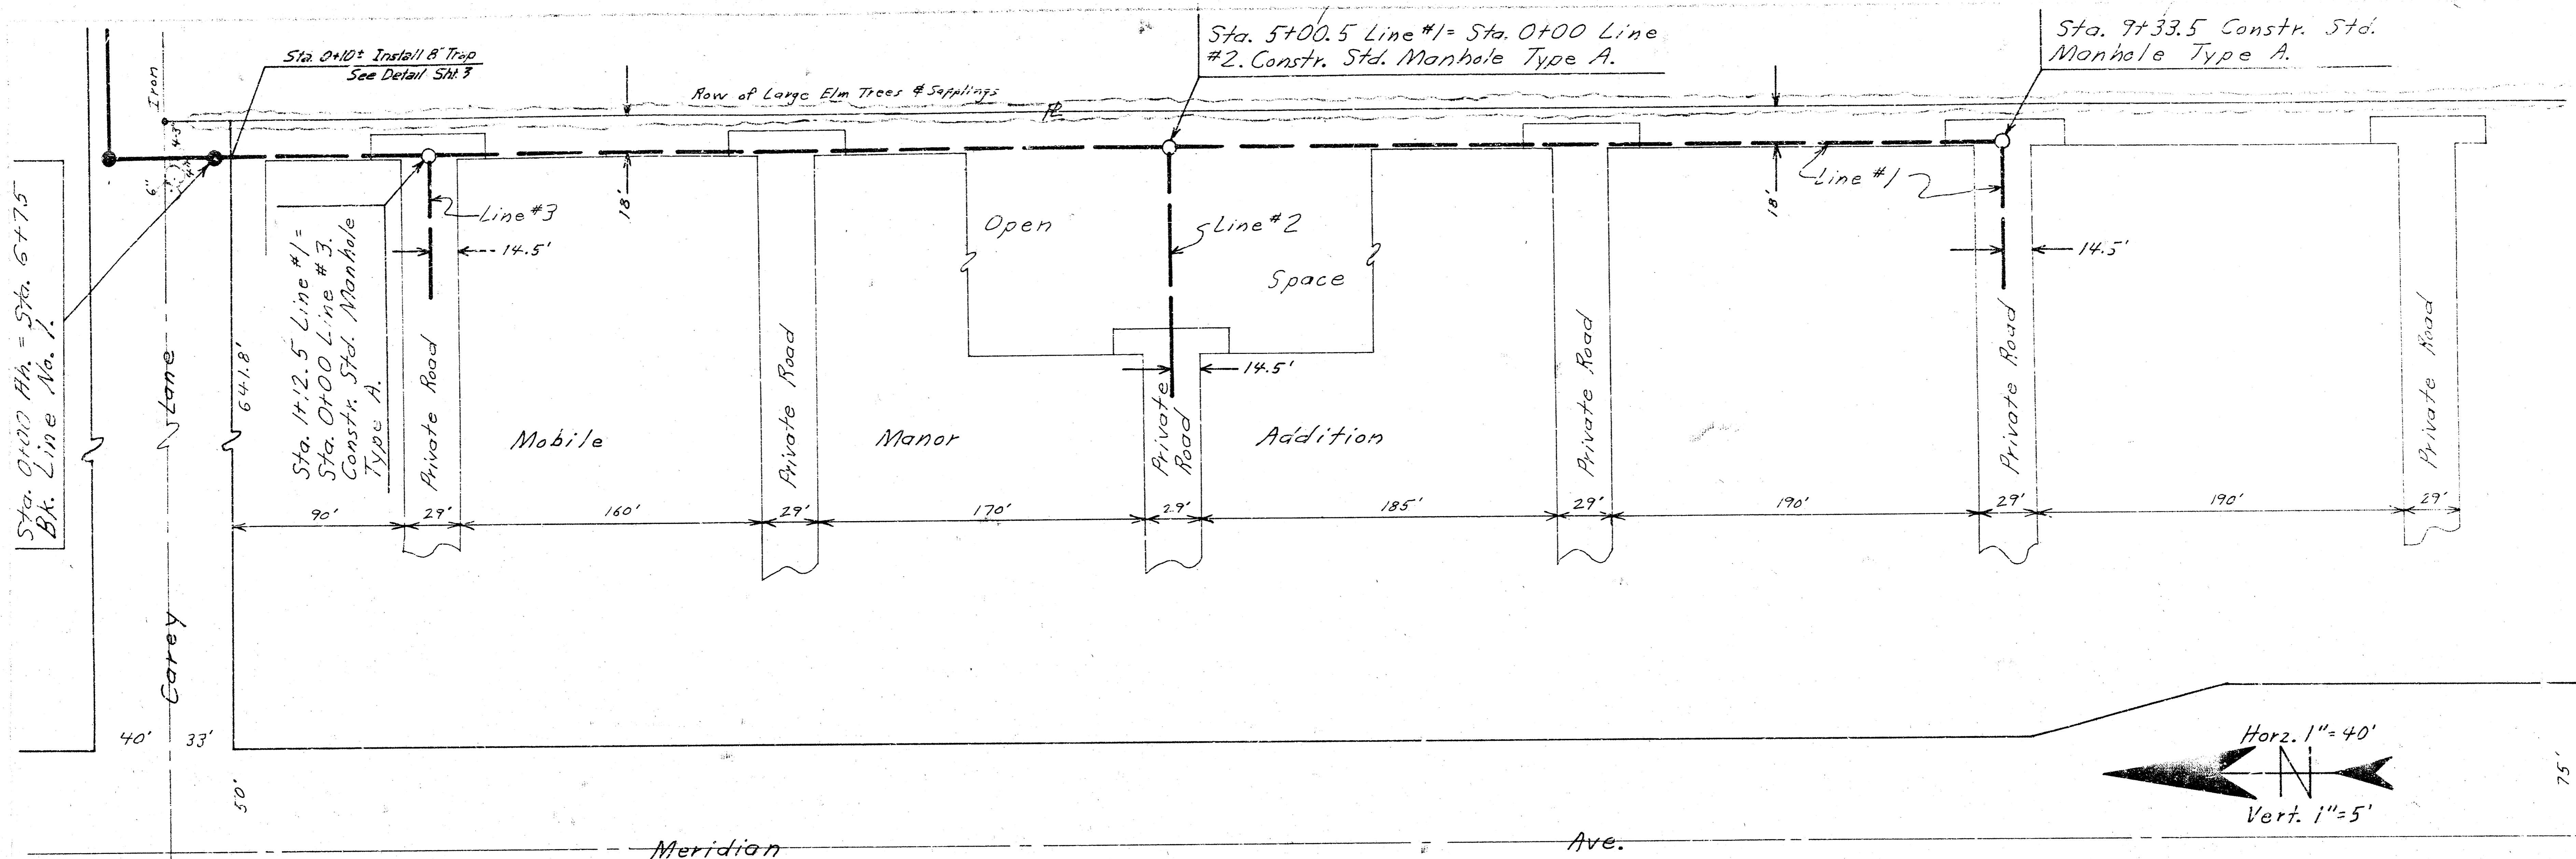 Sta. 0+10± Install 8" Trap
See Detail Sht. 3
Sta. 5+00.5 Line #1= Sta. 0+00 Line
#2. Constr. Std. Manhole Type A.
Sta. 9+33.5 Constr. Std.
Manhole Type A.
Iron
Row of Large Elm Trees & Sapplings
PL
43'
6"
18'
18'
Line #3
Line #2
Line #1
Open
Space
14.5'
14.5'
14.5'
Sta. 0+00 Ah. = Sta. 6+75
Bk. Line No. 1.
Sta. 1+12.5 Line #1=
Sta. 0+00 Line #3.
Constr. Std. Manhole
Type A.
641.8'
Private Road
Private Road
Private
Road
Private Road
Private Road
Private Road
Mobile
Manor
Addition
90'
29'
160'
29'
170'
29'
185'
29'
190'
29'
190'
29'
Carey
Lane
40'
33'
50'
Horz. 1"=40'
N
Vert. 1"=5'
75'
Meridian
Ave.